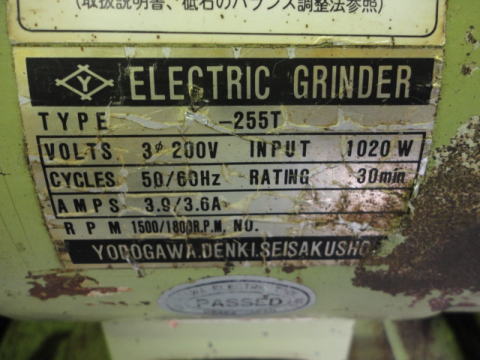 (取扱説明書、砥石のバランス調整法参照)
Y ELECTRIC GRINDER
TYPE -255T
VOLTS 3φ 200V INPUT 1020 W
CYCLES 50/60Hz RATING 30min
AMPS 3.9/3.6A
RPM 1500/1800R.P.M. NO.
YODOGAWA.DENKI.SEISAKUSHO
ELECTRIC
PASSED